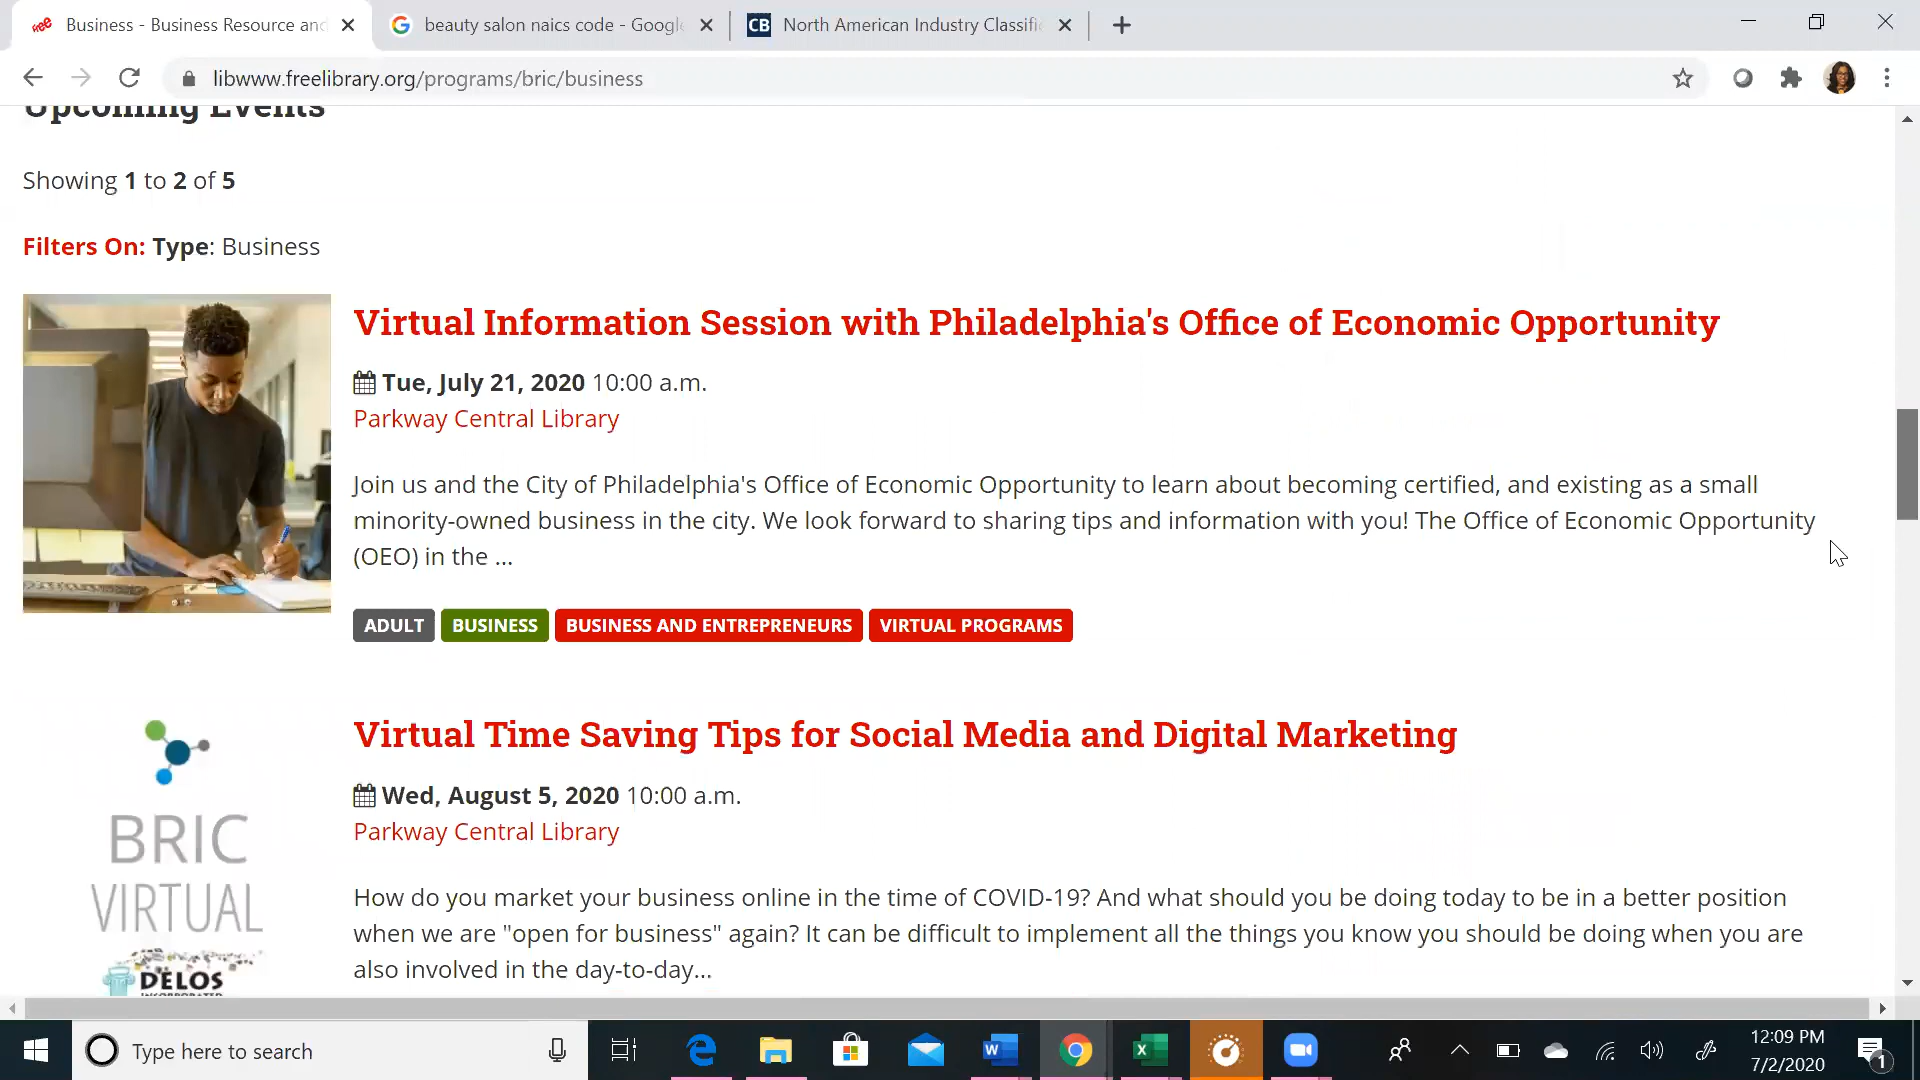 Business - Business Resource and
beauty salon naics code - Google
North American Industry Classific
libwww.freelibrary.org/programs/bric/business
Upcoming Events
Showing 1 to 2 of 5
Filters On: Type: Business
Virtual Information Session with Philadelphia's Office of Economic Opportunity
Tue, July 21, 2020 10:00 a.m.
Parkway Central Library
Join us and the City of Philadelphia's Office of Economic Opportunity to learn about becoming certified, and existing as a small
minority-owned business in the city. We look forward to sharing tips and information with you! The Office of Economic Opportunity
(OEO) in the ...
ADULT BUSINESS BUSINESS AND ENTREPRENEURS VIRTUAL PROGRAMS
Virtual Time Saving Tips for Social Media and Digital Marketing
Wed, August 5, 2020 10:00 a.m.
Parkway Central Library
How do you market your business online in the time of COVID-19? And what should you be doing today to be in a better position
when we are "open for business" again? It can be difficult to implement all the things you know you should be doing when you are
also involved in the day-to-day...
BRIC
VIRTUAL
DELOS
INCORPORATED
Type here to search
12:09 PM
7/2/2020
1